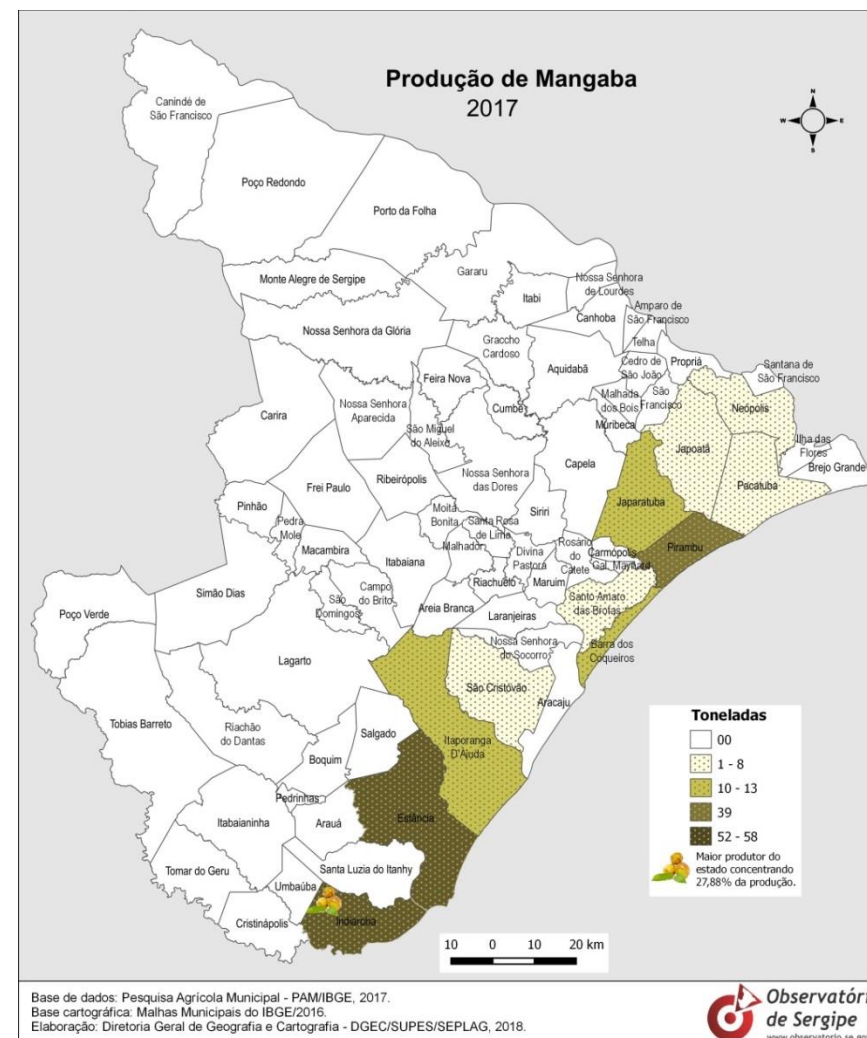 Produção de Mangaba
2017
N
W
E
S
Canindé de
São Francisco
Poço Redondo
Porto da Folha
Monte Alegre de Sergipe
Gararu
Nossa Senhora
de Lourdes
Itabi
Amparo de
São Francisco
Canhoba
Nossa Senhora da Glória
Graccho
Cardoso
Telha
Aquidabã
Cedro de
São João
Propriá
Santana de
São Francisco
Feira Nova
Nossa Senhora
Aparecida
Cumbe
Malhada
dos Bois
São
Francisco
Neópolis
Carira
São Miguel
do Aleixo
Muribeca
Ilha das
Flores
Japoatã
Brejo Grande
Nossa Senhora
das Dores
Capela
Ribeirópolis
Frei Paulo
Pacatuba
Japaratuba
Pinhão
Moita
Bonita
Siriri
Pedra
Mole
Santa Rosa
de Lima
Malhador
Rosário
do
Catete
Pirambu
Carmópolis
Macambira
Itabaiana
Divina
Pastora
Simão Dias
Campo
do Brito
Riachuelo
Maruim
São
Domingos
Santo Amaro
das Brotas
Poço Verde
Areia Branca
Laranjeiras
Nossa Senhora
do Socorro
Barra dos
Coqueiros
Lagarto
São Cristóvão
Aracaju
Tobias Barreto
Riachão
do Dantas
Salgado
Itaporanga
D'Ajuda
Boquim
Pedrinhas
Estância
Itabaianinha
Arauá
Tomar do Geru
Santa Luzia do Itanhy
Umbaúba
Cristinápolis
Indiaroba
Toneladas
00
1 - 8
10 - 13
39
52 - 58
Maior produtor do
estado concentrando
27,88% da produção.
10 0 10 20 km
Base de dados: Pesquisa Agrícola Municipal - PAM/IBGE, 2017.
Base cartográfica: Malhas Municipais do IBGE/2016.
Elaboração: Diretoria Geral de Geografia e Cartografia - DGEC/SUPES/SEPLAG, 2018.
Observatóri
de Sergipe